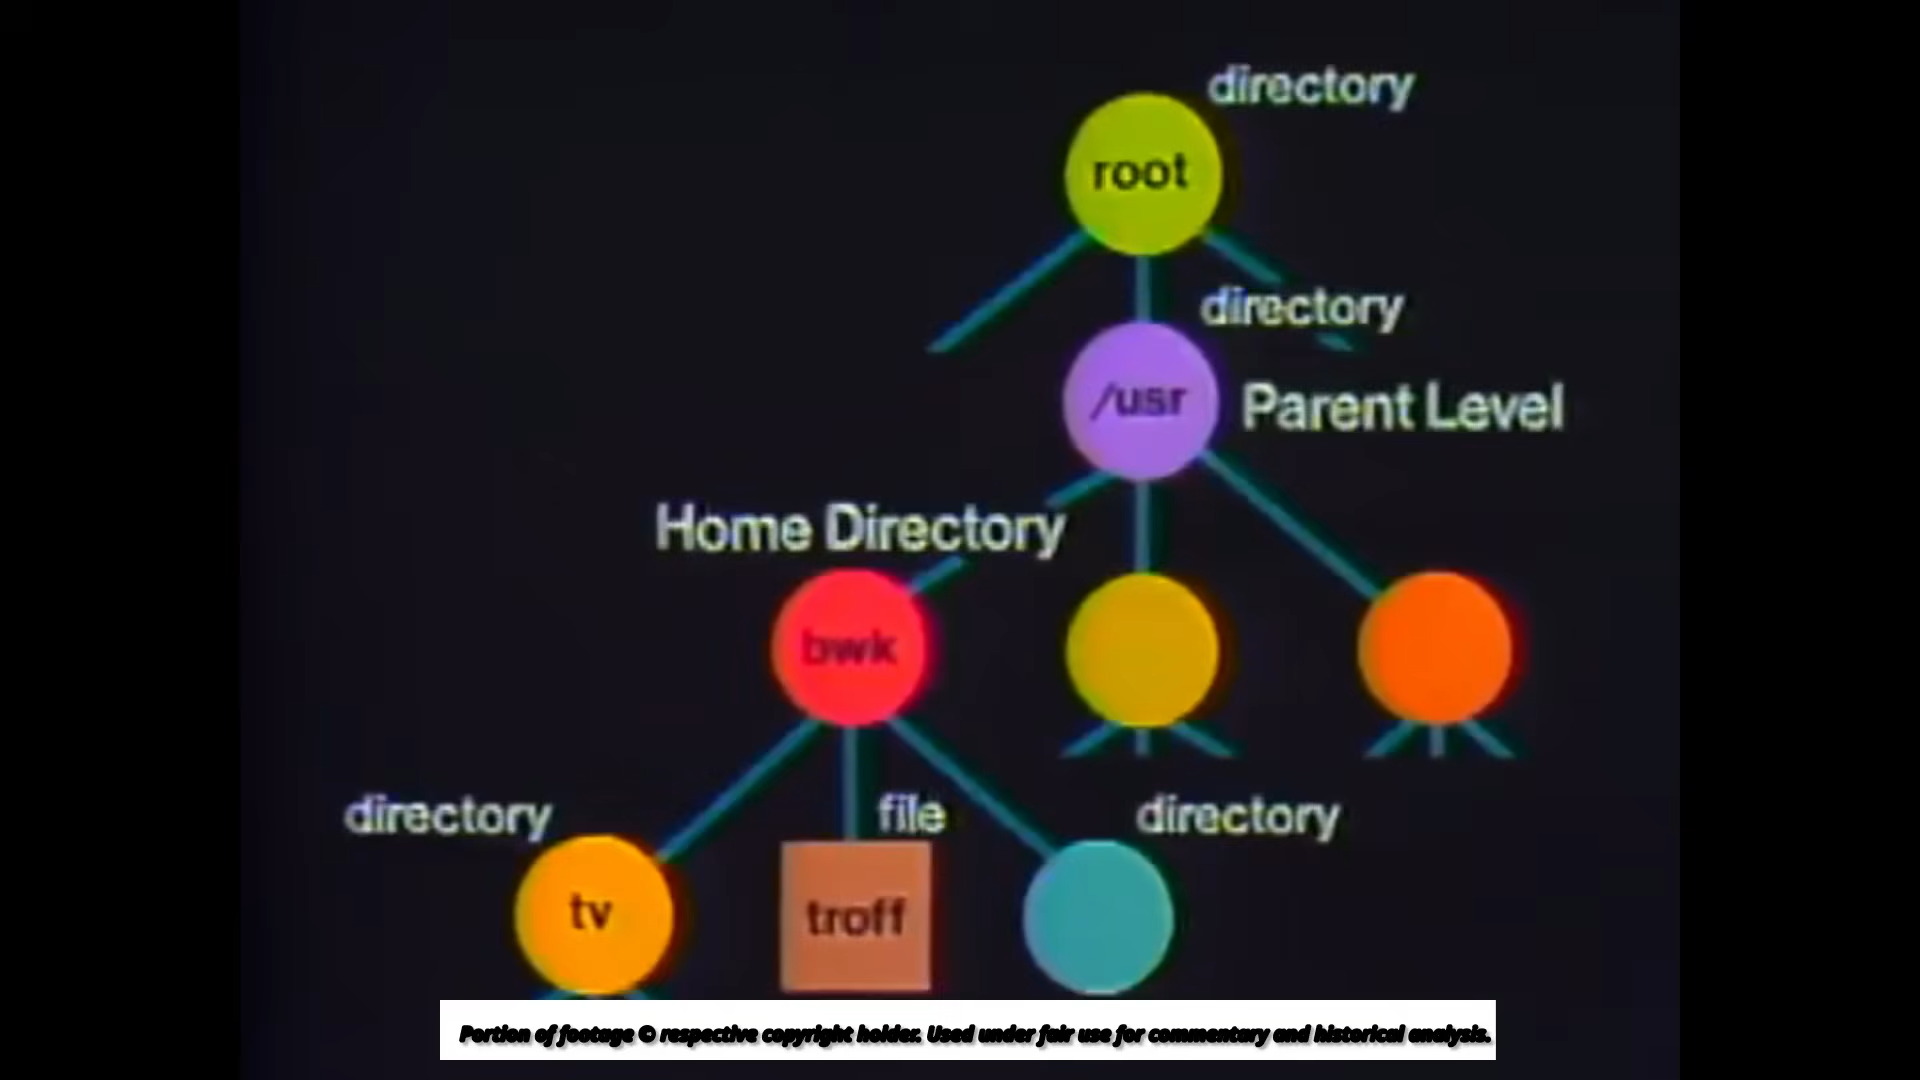 directory
root
directory
/usr
Parent Level
Home Directory
bwk
directory
file
directory
tv
troff
Portion of footage © respective copyright holder. Used under fair use for commentary and historical analysis.